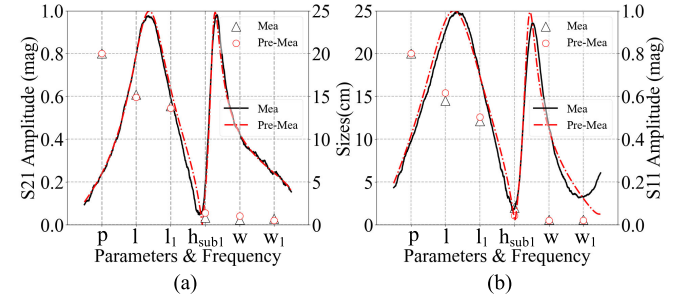 1.0
0.8
0.6
0.4
0.2
0.0
S21 Amplitude (mag)
Mea
Pre-Mea
Mea
Pre-Mea
25
20
15
10
5
0
p l l₁ h_sub1 w w₁
Parameters & Frequency
(a)
Sizes(cm)
25
20
15
10
5
0
Mea
Pre-Mea
Mea
Pre-Mea
1.0
0.8
0.6
0.4
0.2
0.0
S11 Amplitude (mag)
p l l₁ h_sub1 w w₁
Parameters & Frequency
(b)